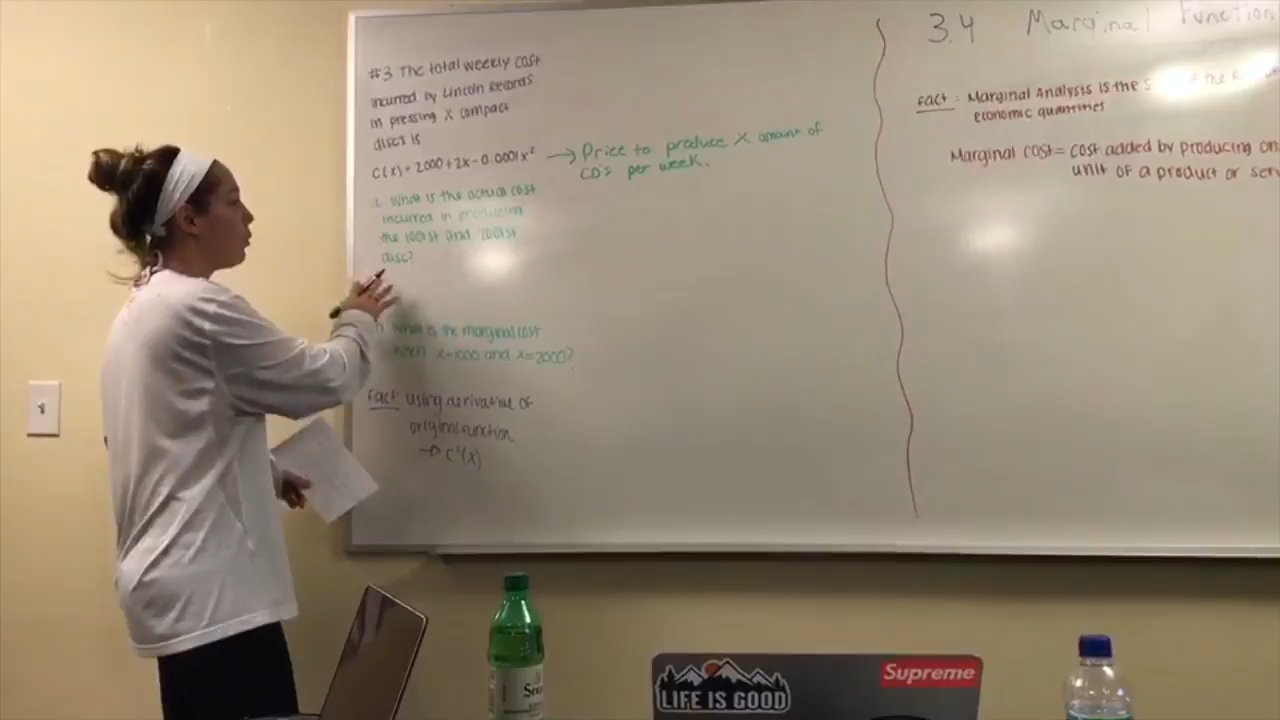 #3 The total weekly cost
incurred by Lincoln Records
in pressing x compact
discs is
C(x) = 2000 + 2x - 0.0001x²
→ Price to produce X amount of
CD's per week.
What is the actual cost
incurred in producing
the 1001st and 2001st
disc?
What is the marginal cost
when x=1000 and x=2000?
Fact: using derivative of
original function
→ C'(x)
3.4 Marginal Function
Fact: Marginal Analysis is the
economic quantities
Marginal cost = cost added by producing
unit of a product or
LIFE IS GOOD
Supreme